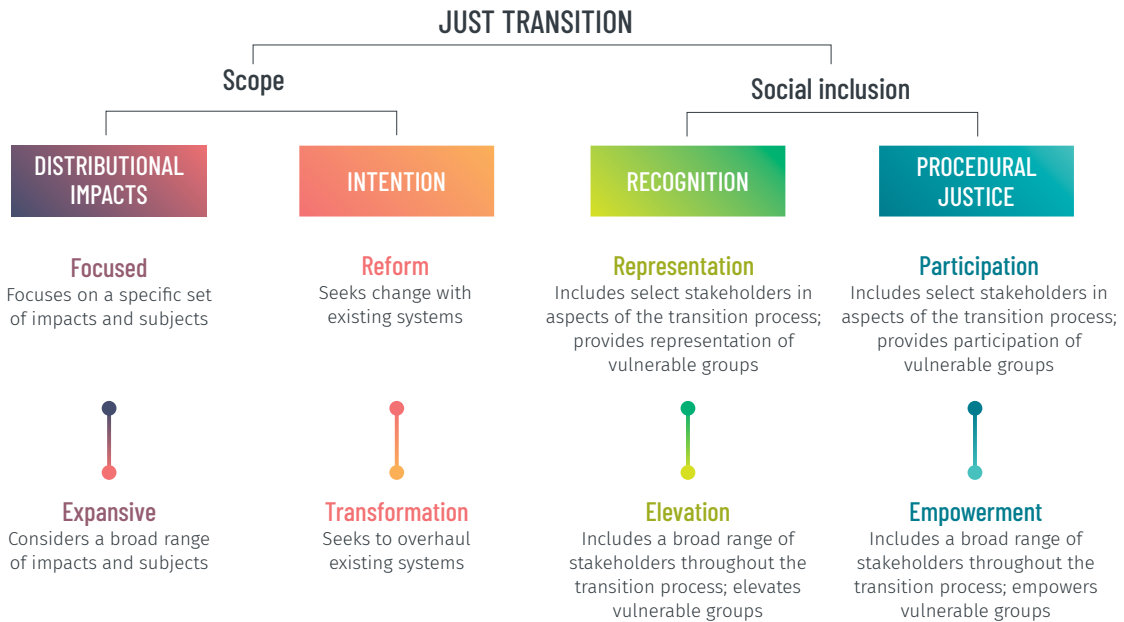 JUST TRANSITION
Scope
Social inclusion
DISTRIBUTIONAL
IMPACTS
INTENTION
RECOGNITION
PROCEDURAL
JUSTICE
Focused
Focuses on a specific set
of impacts and subjects
Reform
Seeks change with
existing systems
Representation
Includes select stakeholders in
aspects of the transition process;
provides representation of
vulnerable groups
Participation
Includes select stakeholders in
aspects of the transition process;
provides participation of
vulnerable groups
Expansive
Considers a broad range
of impacts and subjects
Transformation
Seeks to overhaul
existing systems
Elevation
Includes a broad range of
stakeholders throughout the
transition process; elevates
vulnerable groups
Empowerment
Includes a broad range of
stakeholders throughout the
transition process; empowers
vulnerable groups